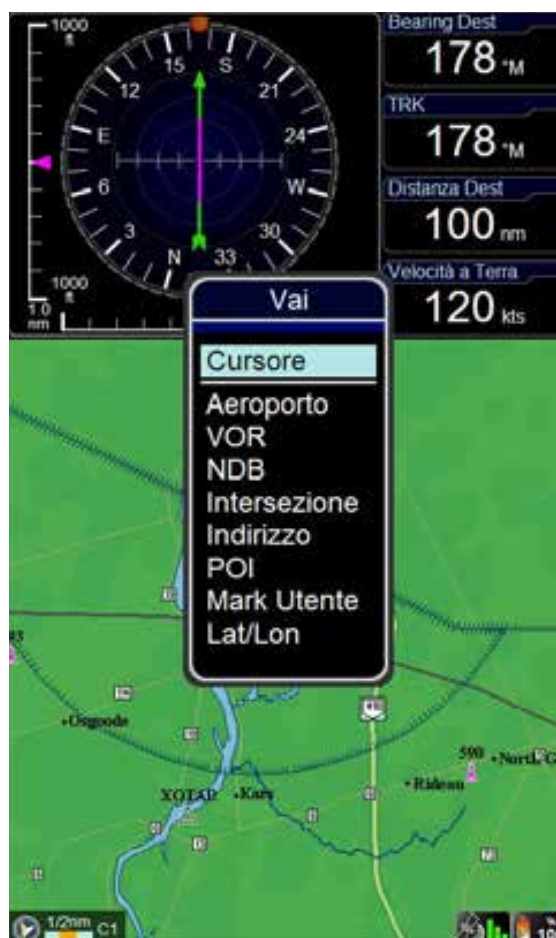 1000
ft
15
S
12
21
E
24
6
W
3
30
N
33
1000
ft
1 0
nm
Bearing Dest
178 °M
TRK
178 °M
Distanza Dest
100 nm
Velocità a Terra
120 kts
Vai
Cursore
Aeroporto
VOR
NDB
Intersezione
Indirizzo
POI
Mark Utente
Lat/Lon
Osgoode
590
North G
Rideau
XOTAL
Kars
1/2nm C1